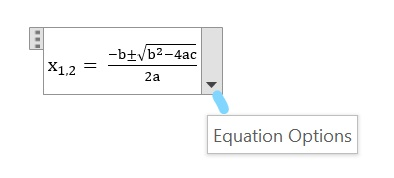 x₁,₂ = (-b±√(b²-4ac))/(2a)
Equation Options